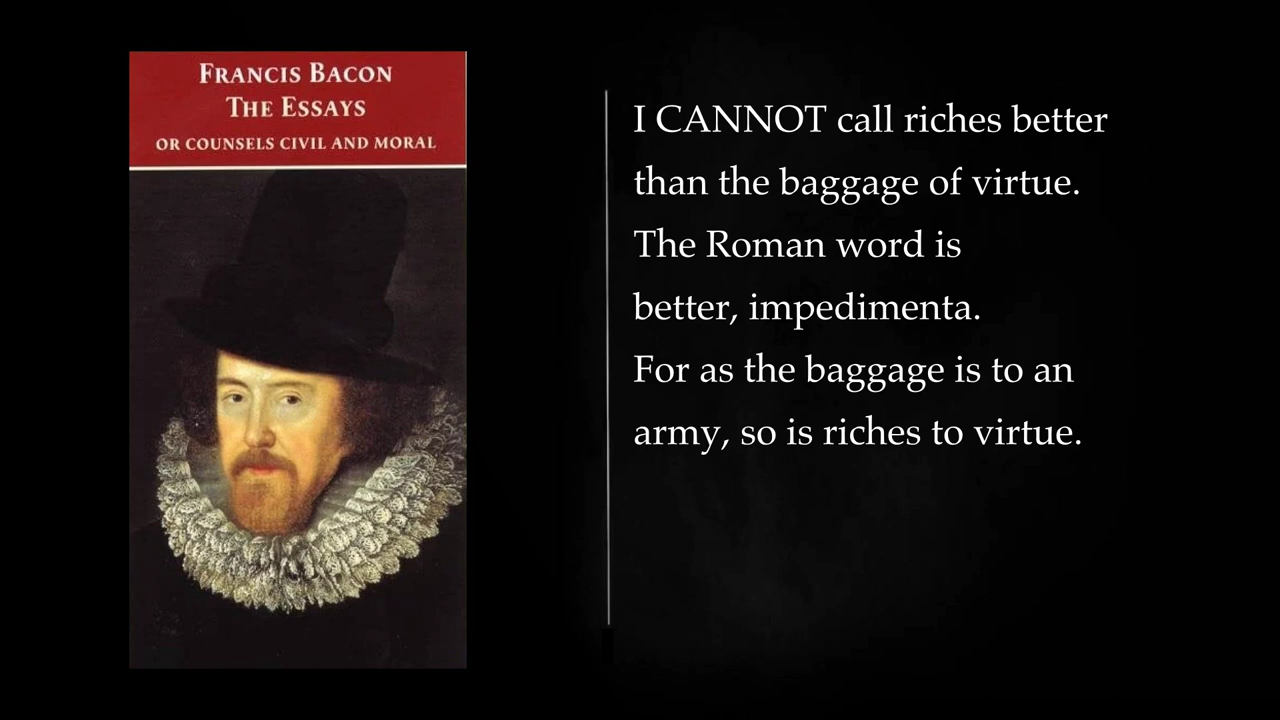 FRANCIS BACON
THE ESSAYS
OR COUNSELS CIVIL AND MORAL
I CANNOT call riches better
than the baggage of virtue.
The Roman word is
better, impedimenta.
For as the baggage is to an
army, so is riches to virtue.